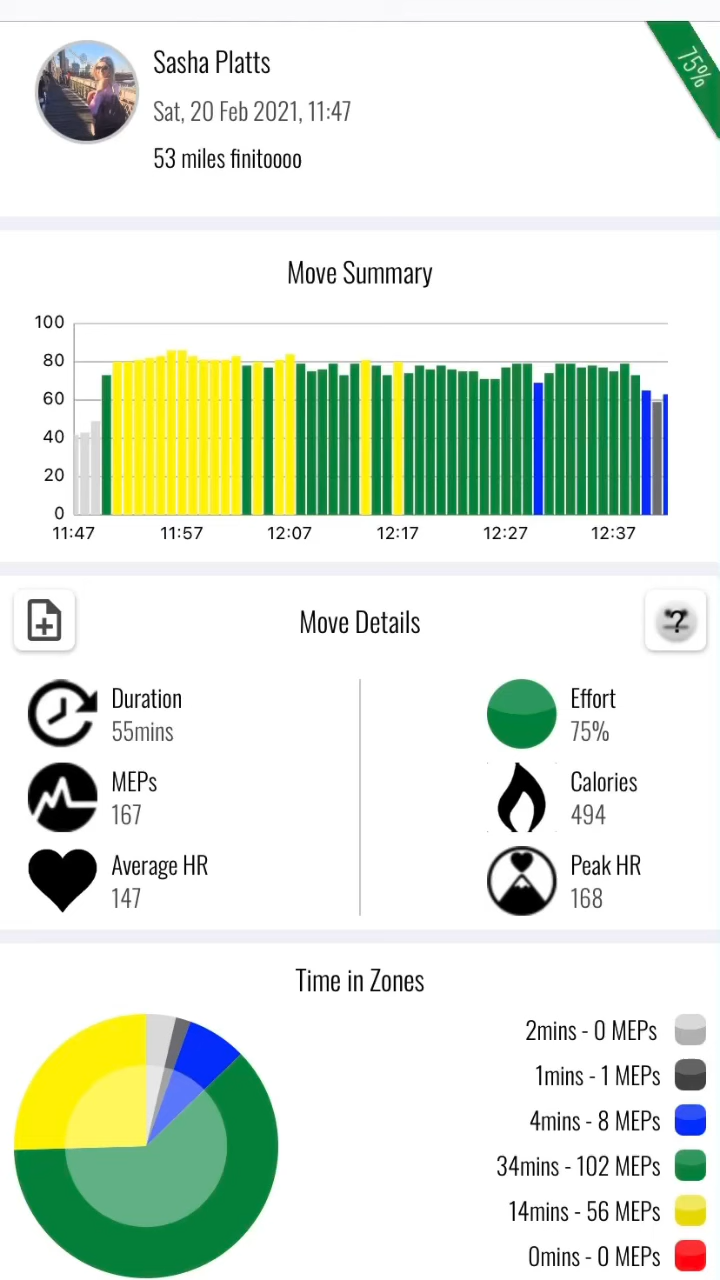 Sasha Platts
75%
Sat, 20 Feb 2021, 11:47
53 miles finitoooo
Move Summary
100
80
60
40
20
0
11:47 11:57 12:07 12:17 12:27 12:37
Move Details
?
Duration
55mins
Effort
75%
MEPs
167
Calories
494
Average HR
147
Peak HR
168
Time in Zones
2mins - 0 MEPs
1mins - 1 MEPs
4mins - 8 MEPs
34mins - 102 MEPs
14mins - 56 MEPs
0mins - 0 MEPs